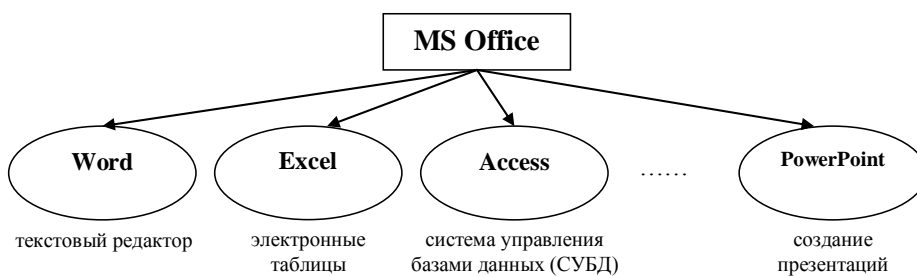 MS Office
Word
Excel
Access
……
PowerPoint
текстовый редактор
электронные
таблицы
система управления
базами данных (СУБД)
создание
презентаций